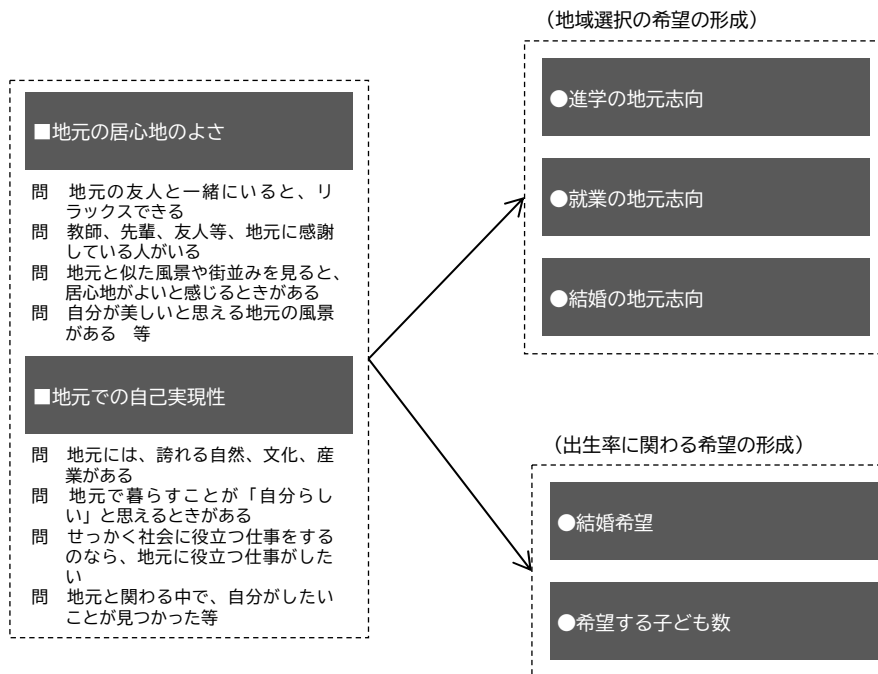 ■地元の居心地のよさ
問　地元の友人と一緒にいると、リ
ラックスできる
問　教師、先輩、友人等、地元に感謝
している人がいる
問　地元と似た風景や街並みを見ると、
居心地がよいと感じるときがある
問　自分が美しいと思える地元の風景
がある　等
■地元での自己実現性
問　地元には、誇れる自然、文化、産
業がある
問　地元で暮らすことが「自分らし
い」と思えるときがある
問　せっかく社会に役立つ仕事をする
のなら、地元に役立つ仕事がした
い
問　地元と関わる中で、自分がしたい
ことが見つかった等
（地域選択の希望の形成）
●進学の地元志向
●就業の地元志向
●結婚の地元志向
（出生率に関わる希望の形成）
●結婚希望
●希望する子ども数